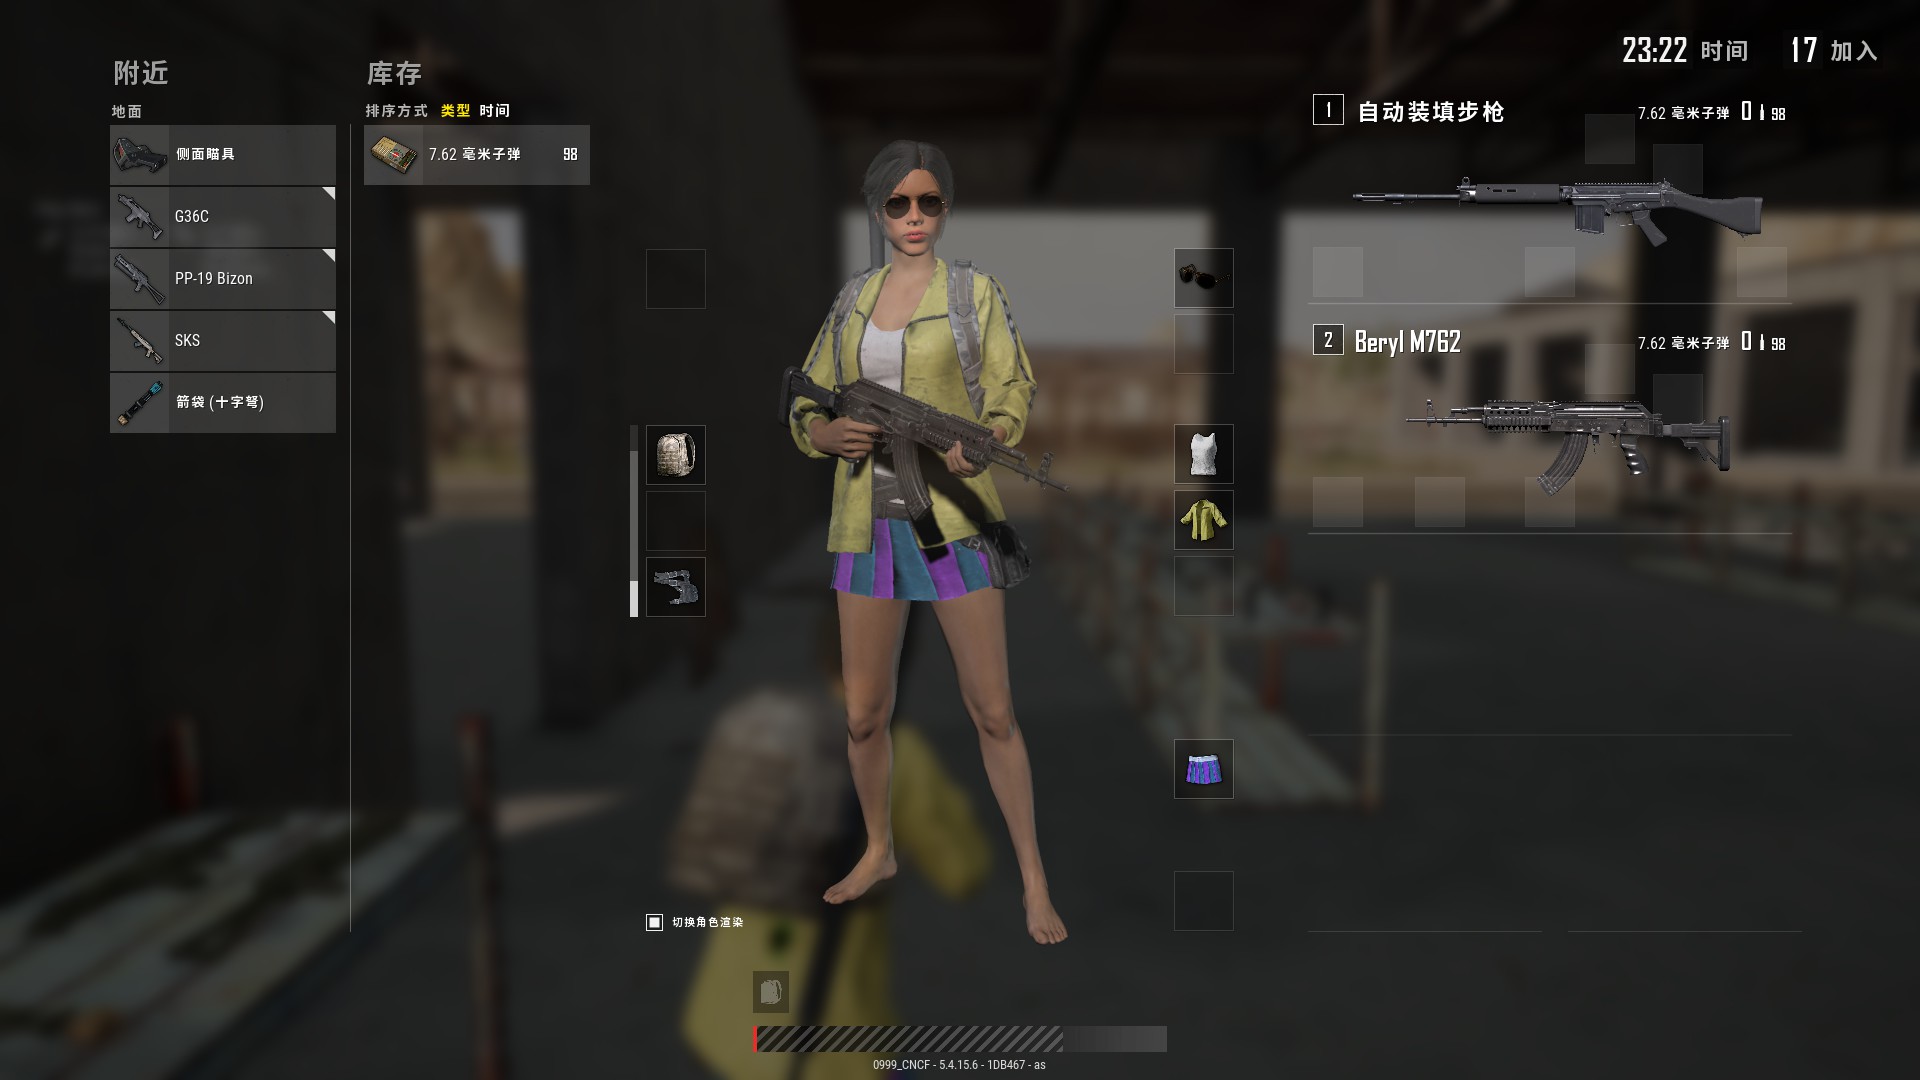 附近
地面
侧面瞄具
G36C
PP-19 Bizon
SKS
箭袋 (十字弩)
库存
排序方式 类型 时间
7.62 毫米子弹 98
23:22 时间 17 加入
1 自动装填步枪 7.62 毫米子弹 0 98
2 Beryl M762 7.62 毫米子弹 0 98
切换角色渲染
0999_CNCF - 5.4.15.6 - 1DB467 - as